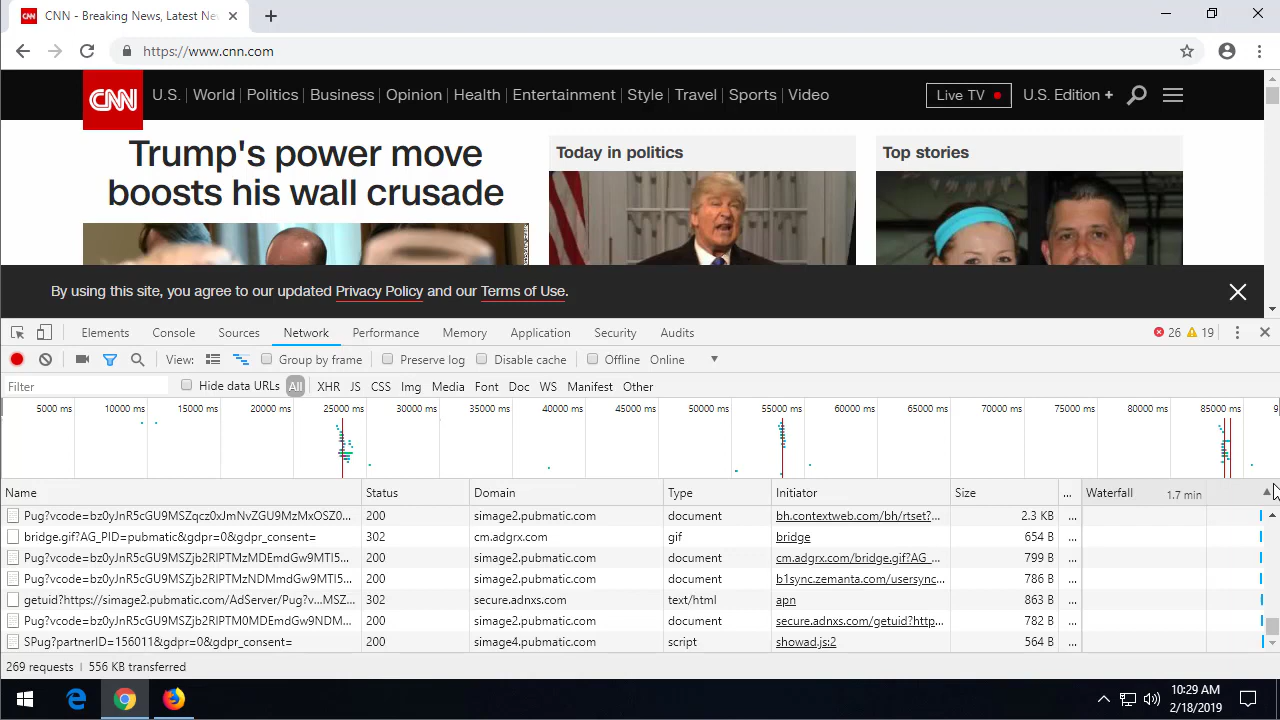 CNN - Breaking News, Latest Ne
https://www.cnn.com
CNN U.S. World Politics Business Opinion Health Entertainment Style Travel Sports Video Live TV U.S. Edition +
Trump's power move
boosts his wall crusade
Today in politics
Top stories
By using this site, you agree to our updated Privacy Policy and our Terms of Use.
Elements Console Sources Network Performance Memory Application Security Audits 26 19
View: Group by frame Preserve log Disable cache Offline Online
Filter Hide data URLs All XHR JS CSS Img Media Font Doc WS Manifest Other
5000 ms 10000 ms 15000 ms 20000 ms 25000 ms 30000 ms 35000 ms 40000 ms 45000 ms 50000 ms 55000 ms 60000 ms 65000 ms 70000 ms 75000 ms 80000 ms 85000 ms 9
Name Status Domain Type Initiator Size ... Waterfall 1.7 min
Pug?vcode=bz0yJnR5cGU9MSZqcz0xJmNvZGU9MzMxOSZ0... 200 simage2.pubmatic.com document bh.contextweb.com/bh/rtset?... 2.3 KB ...
bridge.gif?AG_PID=pubmatic&gdpr=0&gdpr_consent= 302 cm.adgrx.com gif bridge 654 B ...
Pug?vcode=bz0yJnR5cGU9MSZjb2RlPTMzMDEmdGw9MTI5... 200 simage2.pubmatic.com document cm.adgrx.com/bridge.gif?AG_... 799 B ...
Pug?vcode=bz0yJnR5cGU9MSZjb2RlPTMzNDMmdGw9MTI5... 200 simage2.pubmatic.com document b1sync.zemanta.com/usersync... 786 B ...
getuid?https://simage2.pubmatic.com/AdServer/Pug?v...MSZ... 302 secure.adnxs.com text/html apn 863 B ...
Pug?vcode=bz0yJnR5cGU9MSZjb2RlPTM0MDEmdGw9NDM... 200 simage2.pubmatic.com document secure.adnxs.com/getuid?http... 782 B ...
SPug?partnerID=156011&gdpr=0&gdpr_consent= 200 simage4.pubmatic.com script showad.js:2 564 B ...
269 requests | 556 KB transferred
10:29 AM
2/18/2019